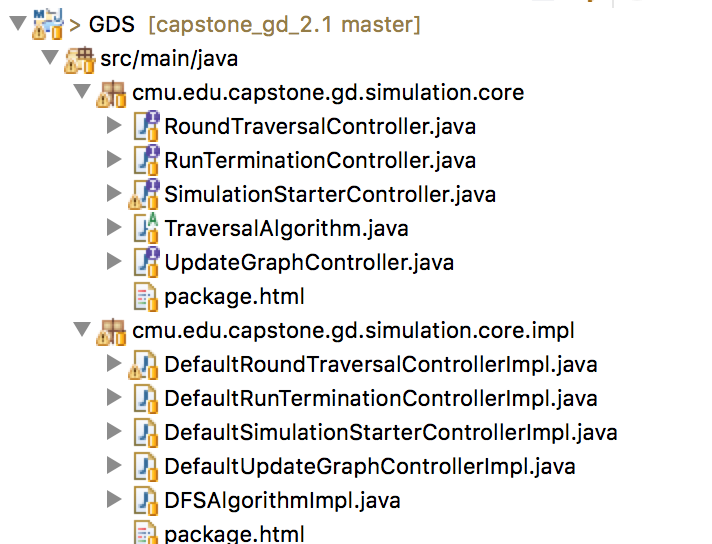 > GDS [capstone_gd_2.1 master]
src/main/java
cmu.edu.capstone.gd.simulation.core
RoundTraversalController.java
RunTerminationController.java
SimulationStarterController.java
TraversalAlgorithm.java
UpdateGraphController.java
package.html
cmu.edu.capstone.gd.simulation.core.impl
DefaultRoundTraversalControllerImpl.java
DefaultRunTerminationControllerImpl.java
DefaultSimulationStarterControllerImpl.java
DefaultUpdateGraphControllerImpl.java
DFSAlgorithmImpl.java
package.html